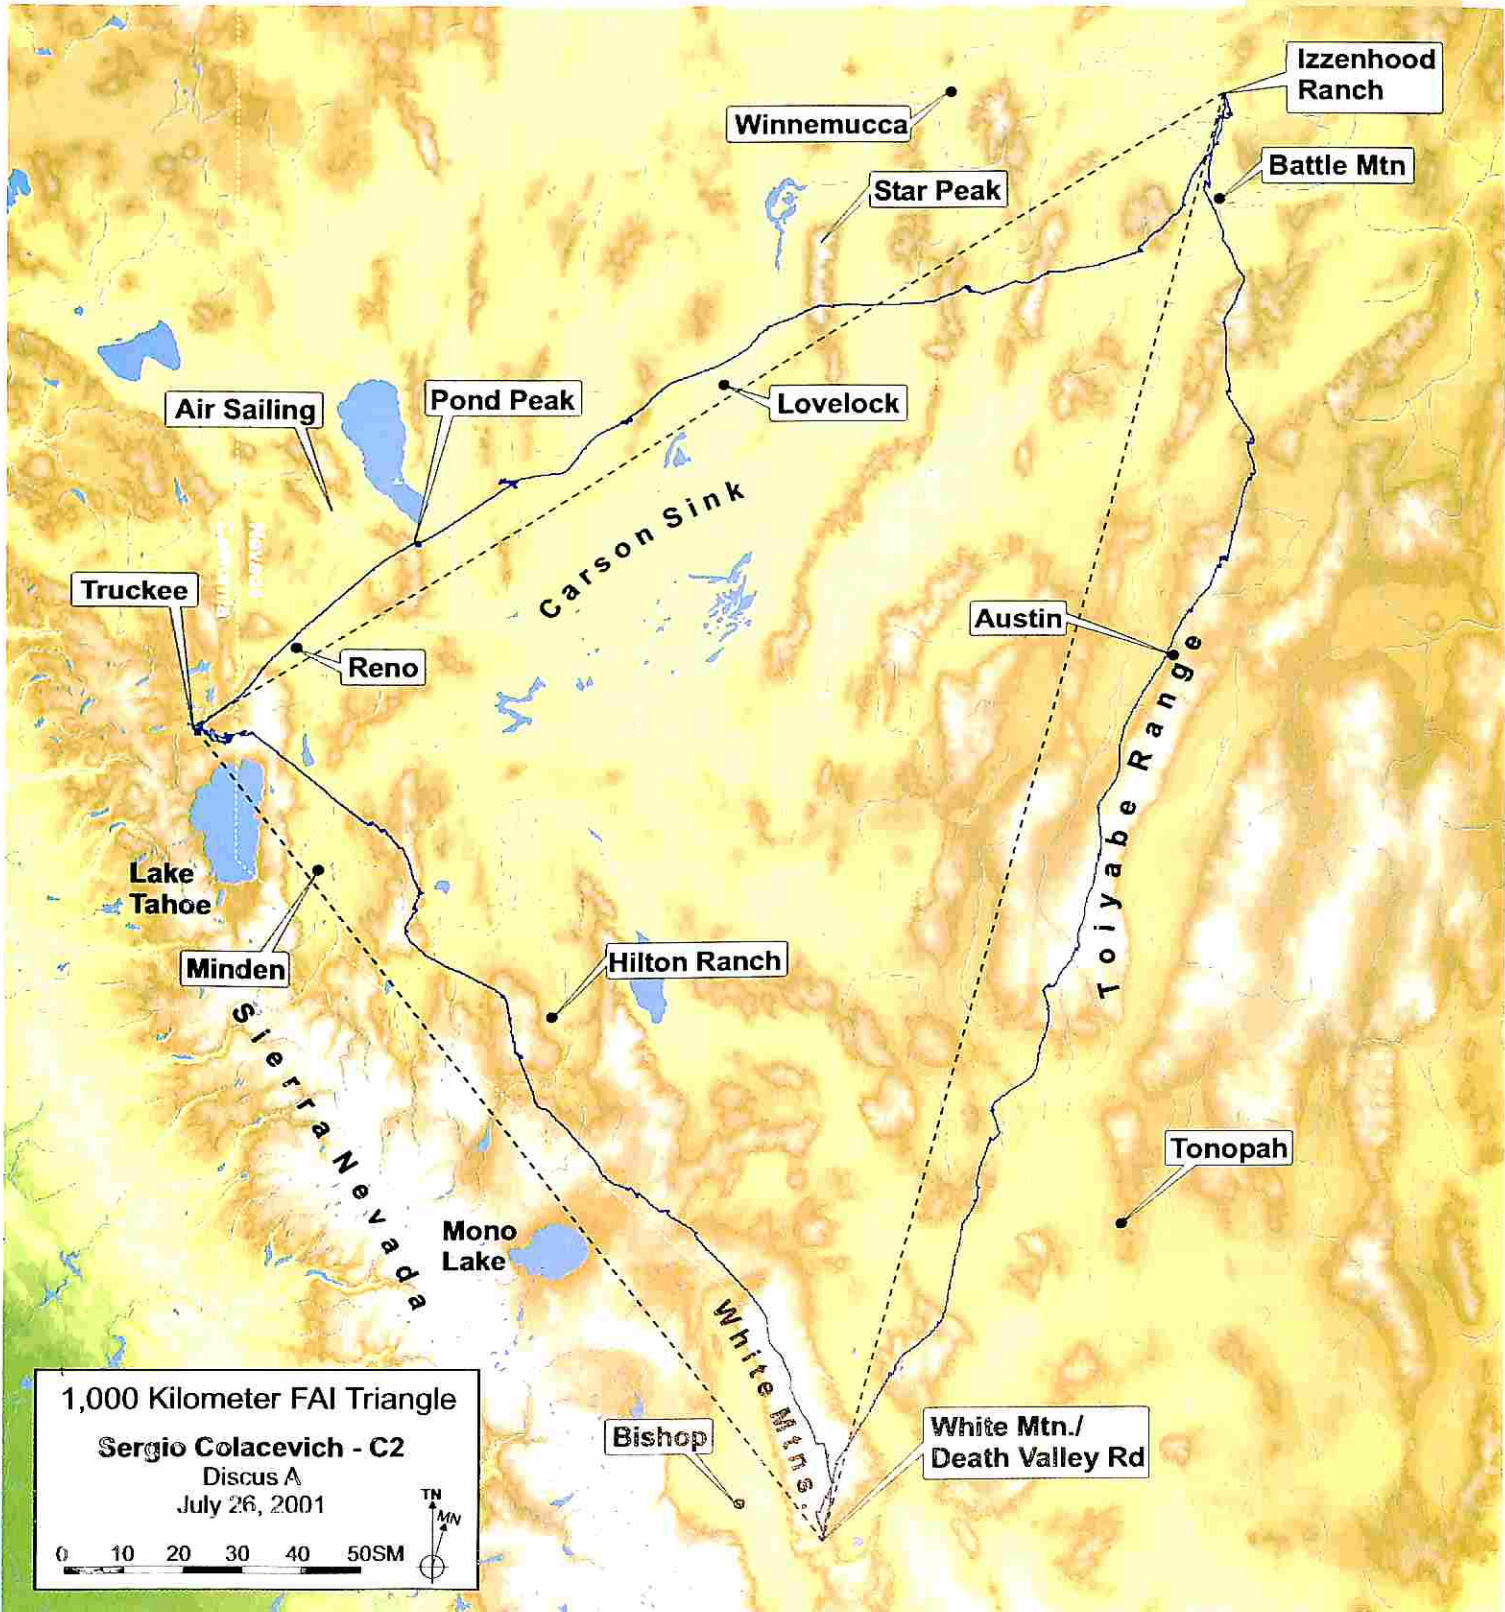 Izzenhood
Ranch
Winnemucca
Battle Mtn
Star Peak
Air Sailing
Pond Peak
Lovelock
Carson Sink
Nevada
California
Truckee
Austin
Reno
Toiyabe Range
Lake
Tahoe
Minden
Hilton Ranch
Sierra Nevada
Tonopah
Mono
Lake
White Mtns.
Bishop
White Mtn./
Death Valley Rd
1,000 Kilometer FAI Triangle
Sergio Colacevich - C2
Discus A
July 26, 2001
TN
MN
0 10 20 30 40 50SM